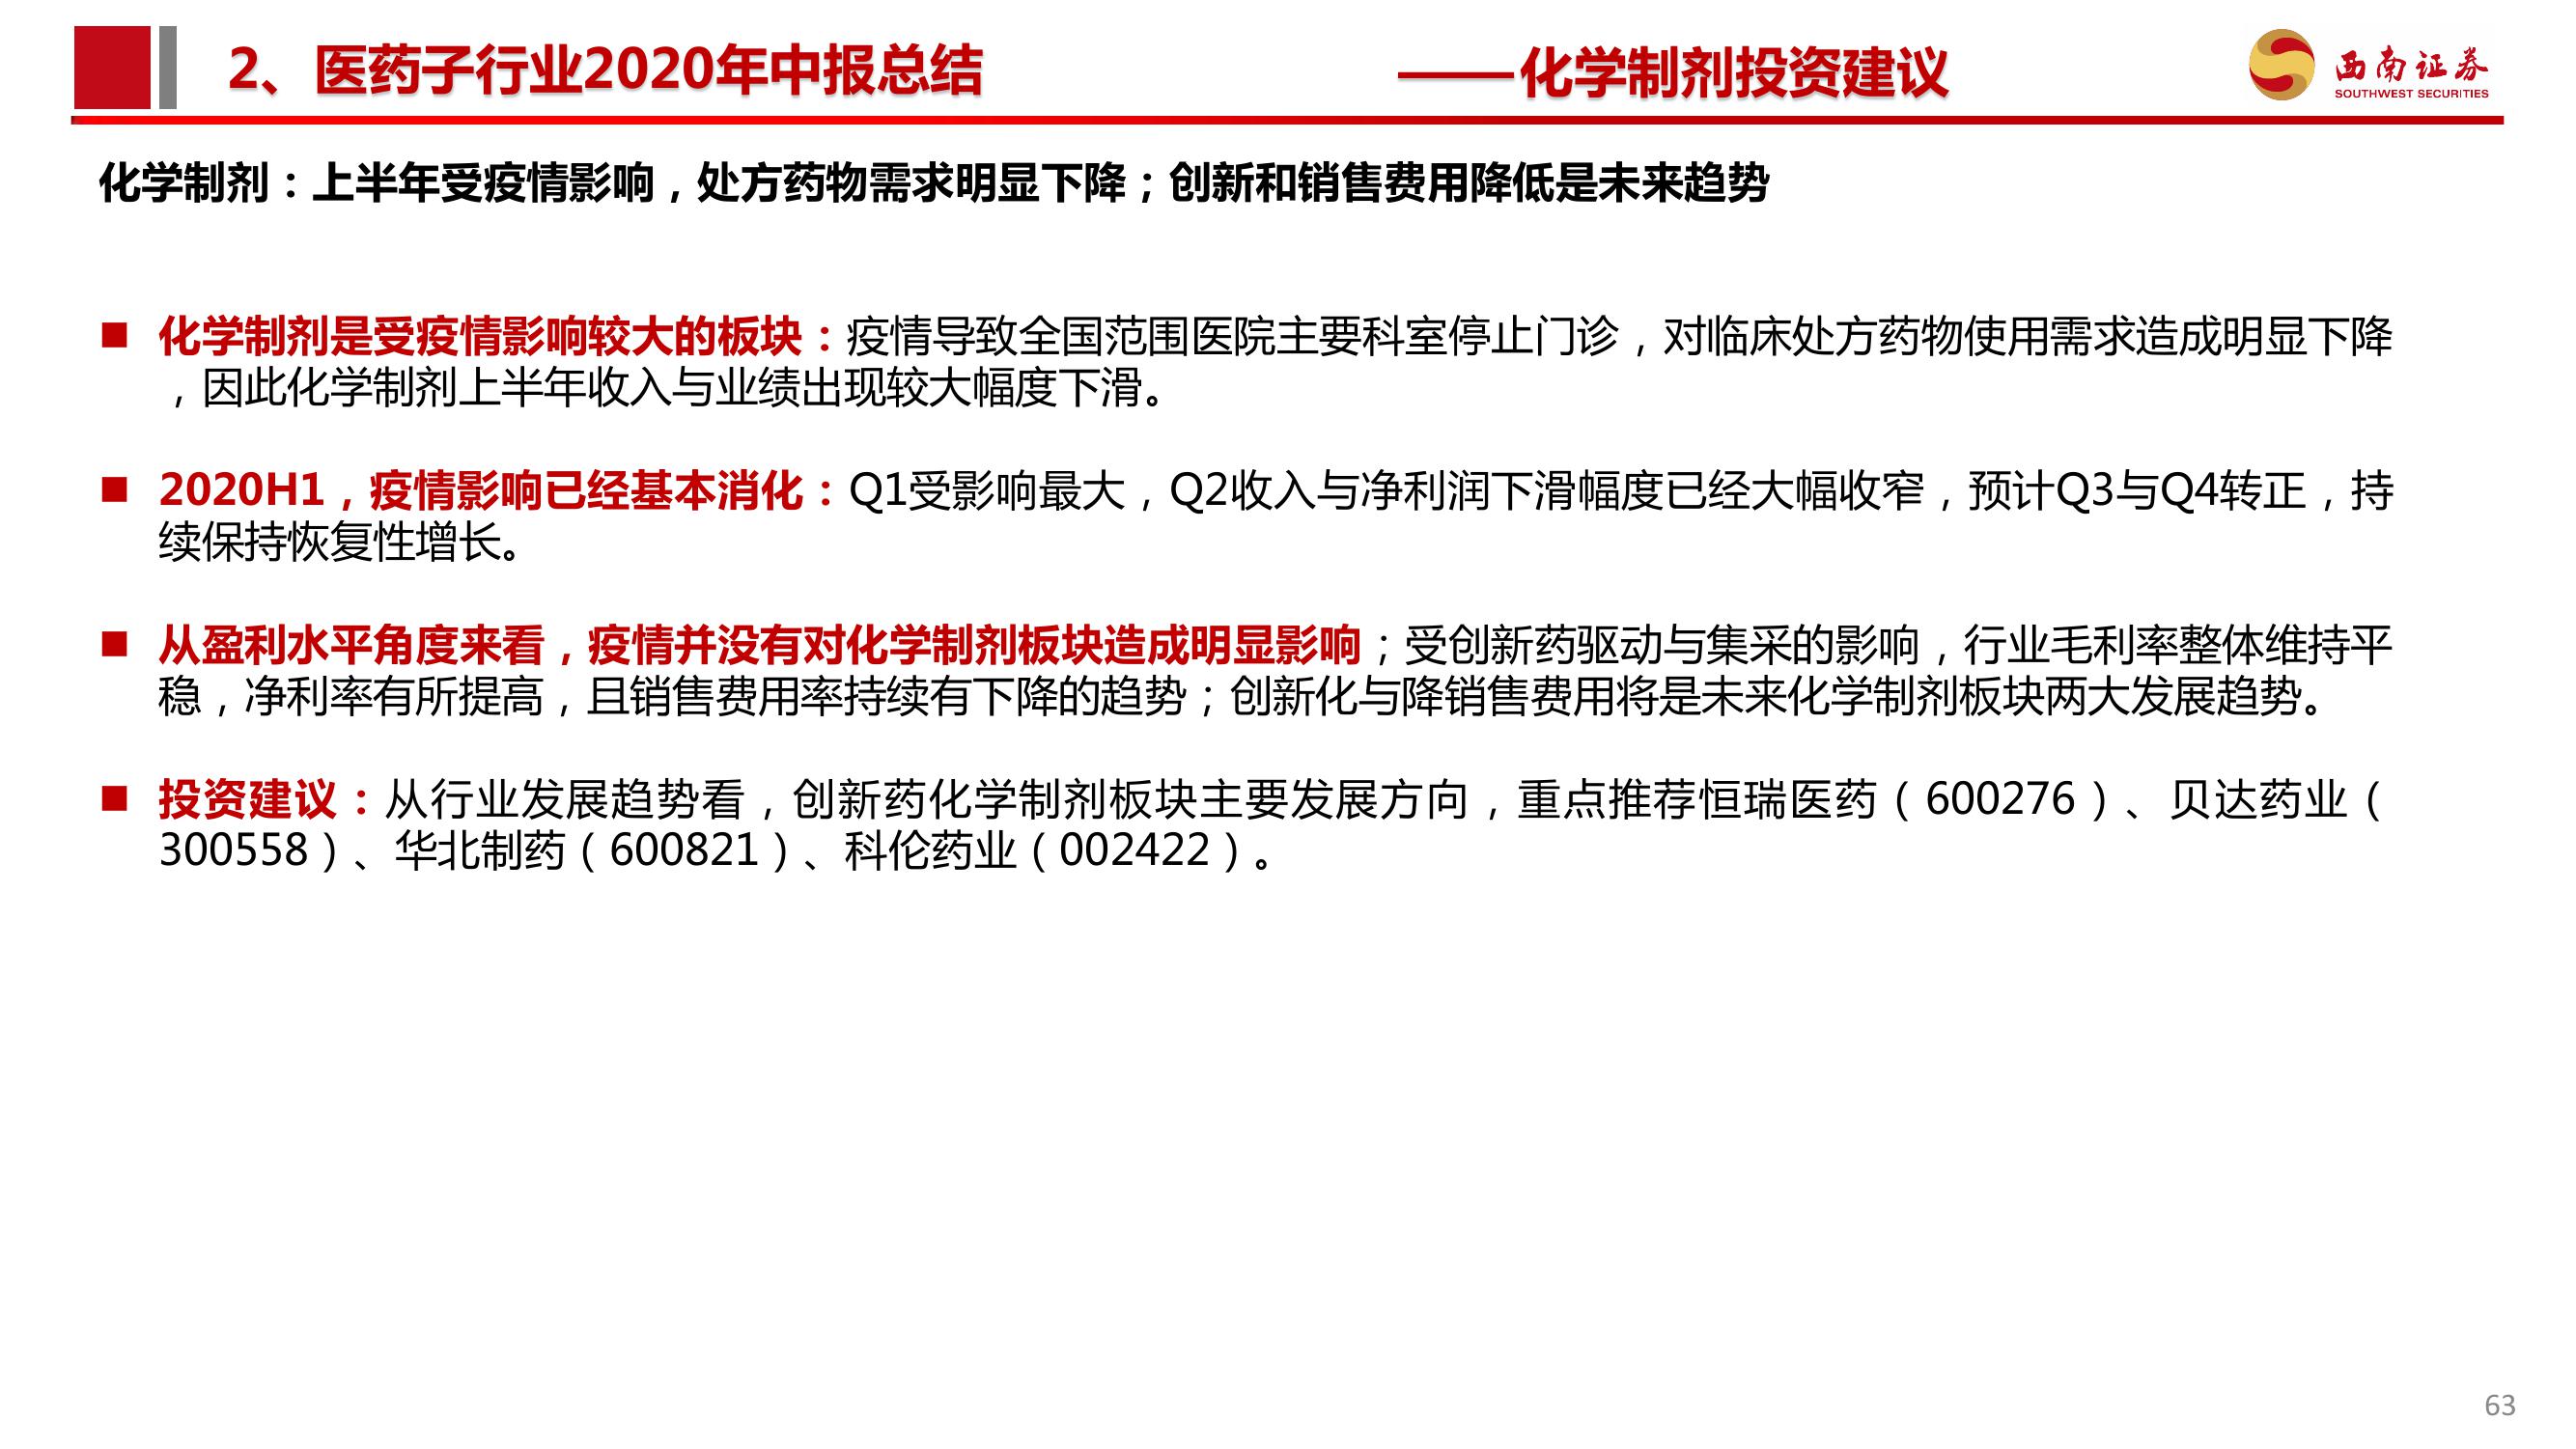 2、医药子行业2020年中报总结
——化学制剂投资建议
西南证券
SOUTHWEST SECURITIES
化学制剂：上半年受疫情影响，处方药物需求明显下降；创新和销售费用降低是未来趋势
■ 化学制剂是受疫情影响较大的板块：疫情导致全国范围医院主要科室停止门诊，对临床处方药物使用需求造成明显下降
，因此化学制剂上半年收入与业绩出现较大幅度下滑。
■ 2020H1，疫情影响已经基本消化：Q1受影响最大，Q2收入与净利润下滑幅度已经大幅收窄，预计Q3与Q4转正，持
续保持恢复性增长。
■ 从盈利水平角度来看，疫情并没有对化学制剂板块造成明显影响；受创新药驱动与集采的影响，行业毛利率整体维持平
稳，净利率有所提高，且销售费用率持续有下降的趋势；创新化与降销售费用将是未来化学制剂板块两大发展趋势。
■ 投资建议：从行业发展趋势看，创新药化学制剂板块主要发展方向，重点推荐恒瑞医药（600276）、贝达药业（
300558）、华北制药（600821）、科伦药业（002422）。
63